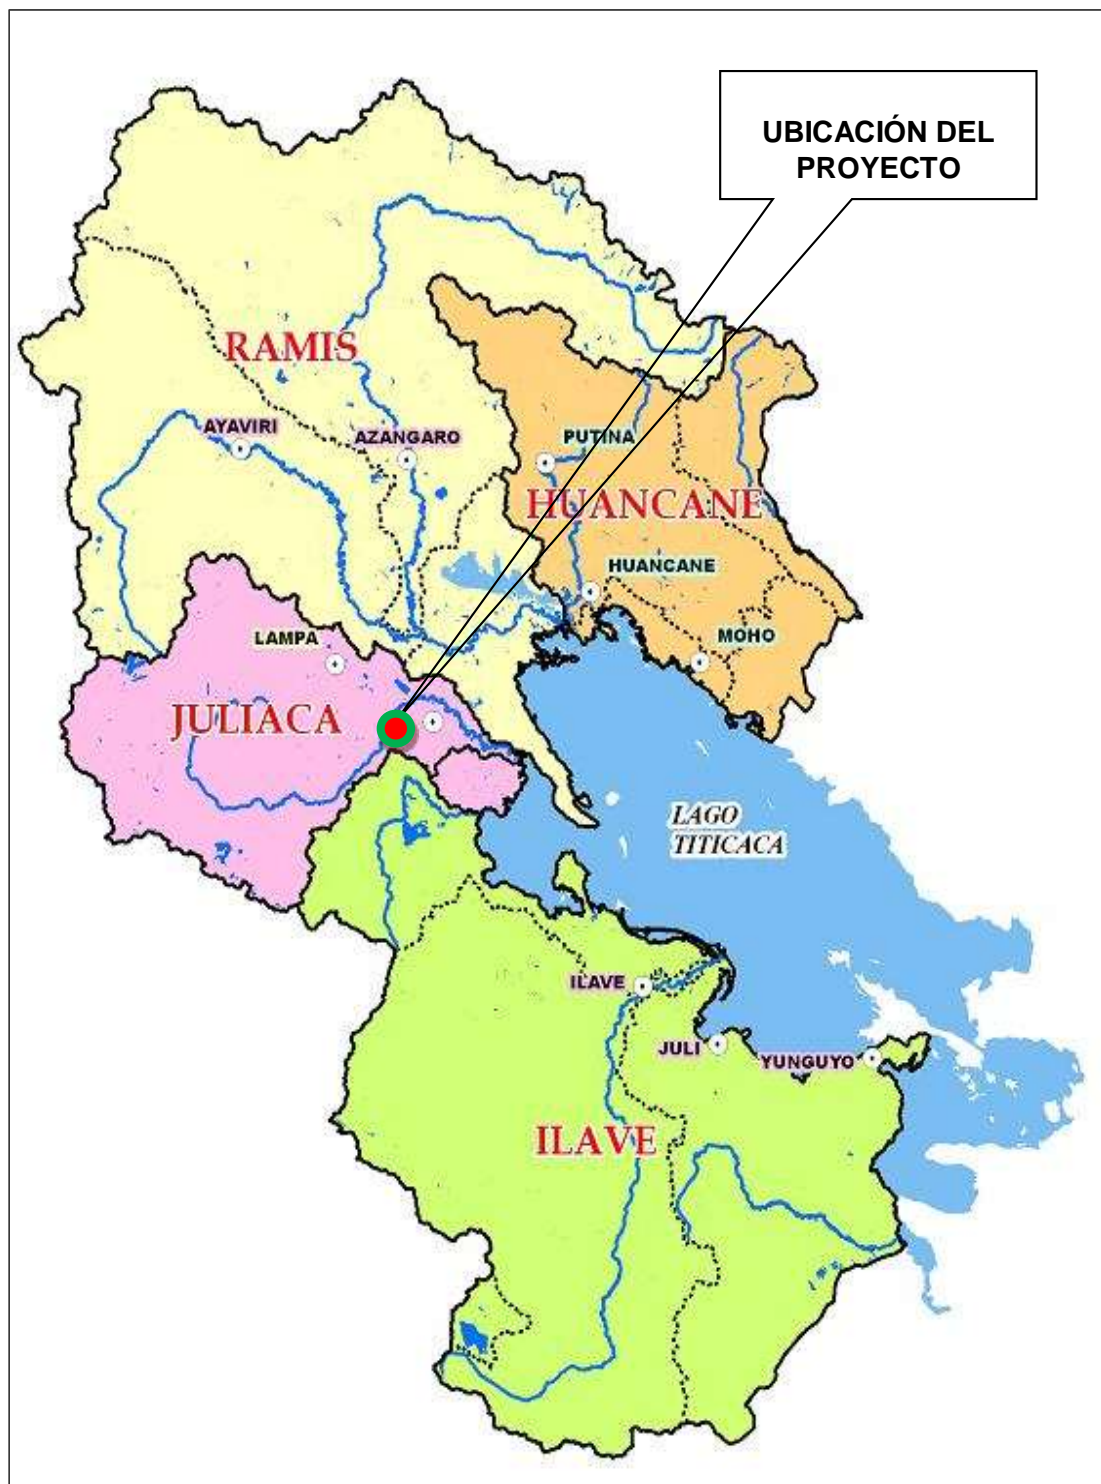 UBICACIÓN DEL
PROYECTO
RAMIS
AYAVIRI
AZANGARO
PUTINA
HUANCANE
HUANCANE
MOHO
LAMPA
JULIACA
LAGO
TITICACA
ILAVE
JULI
YUNGUYO
ILAVE